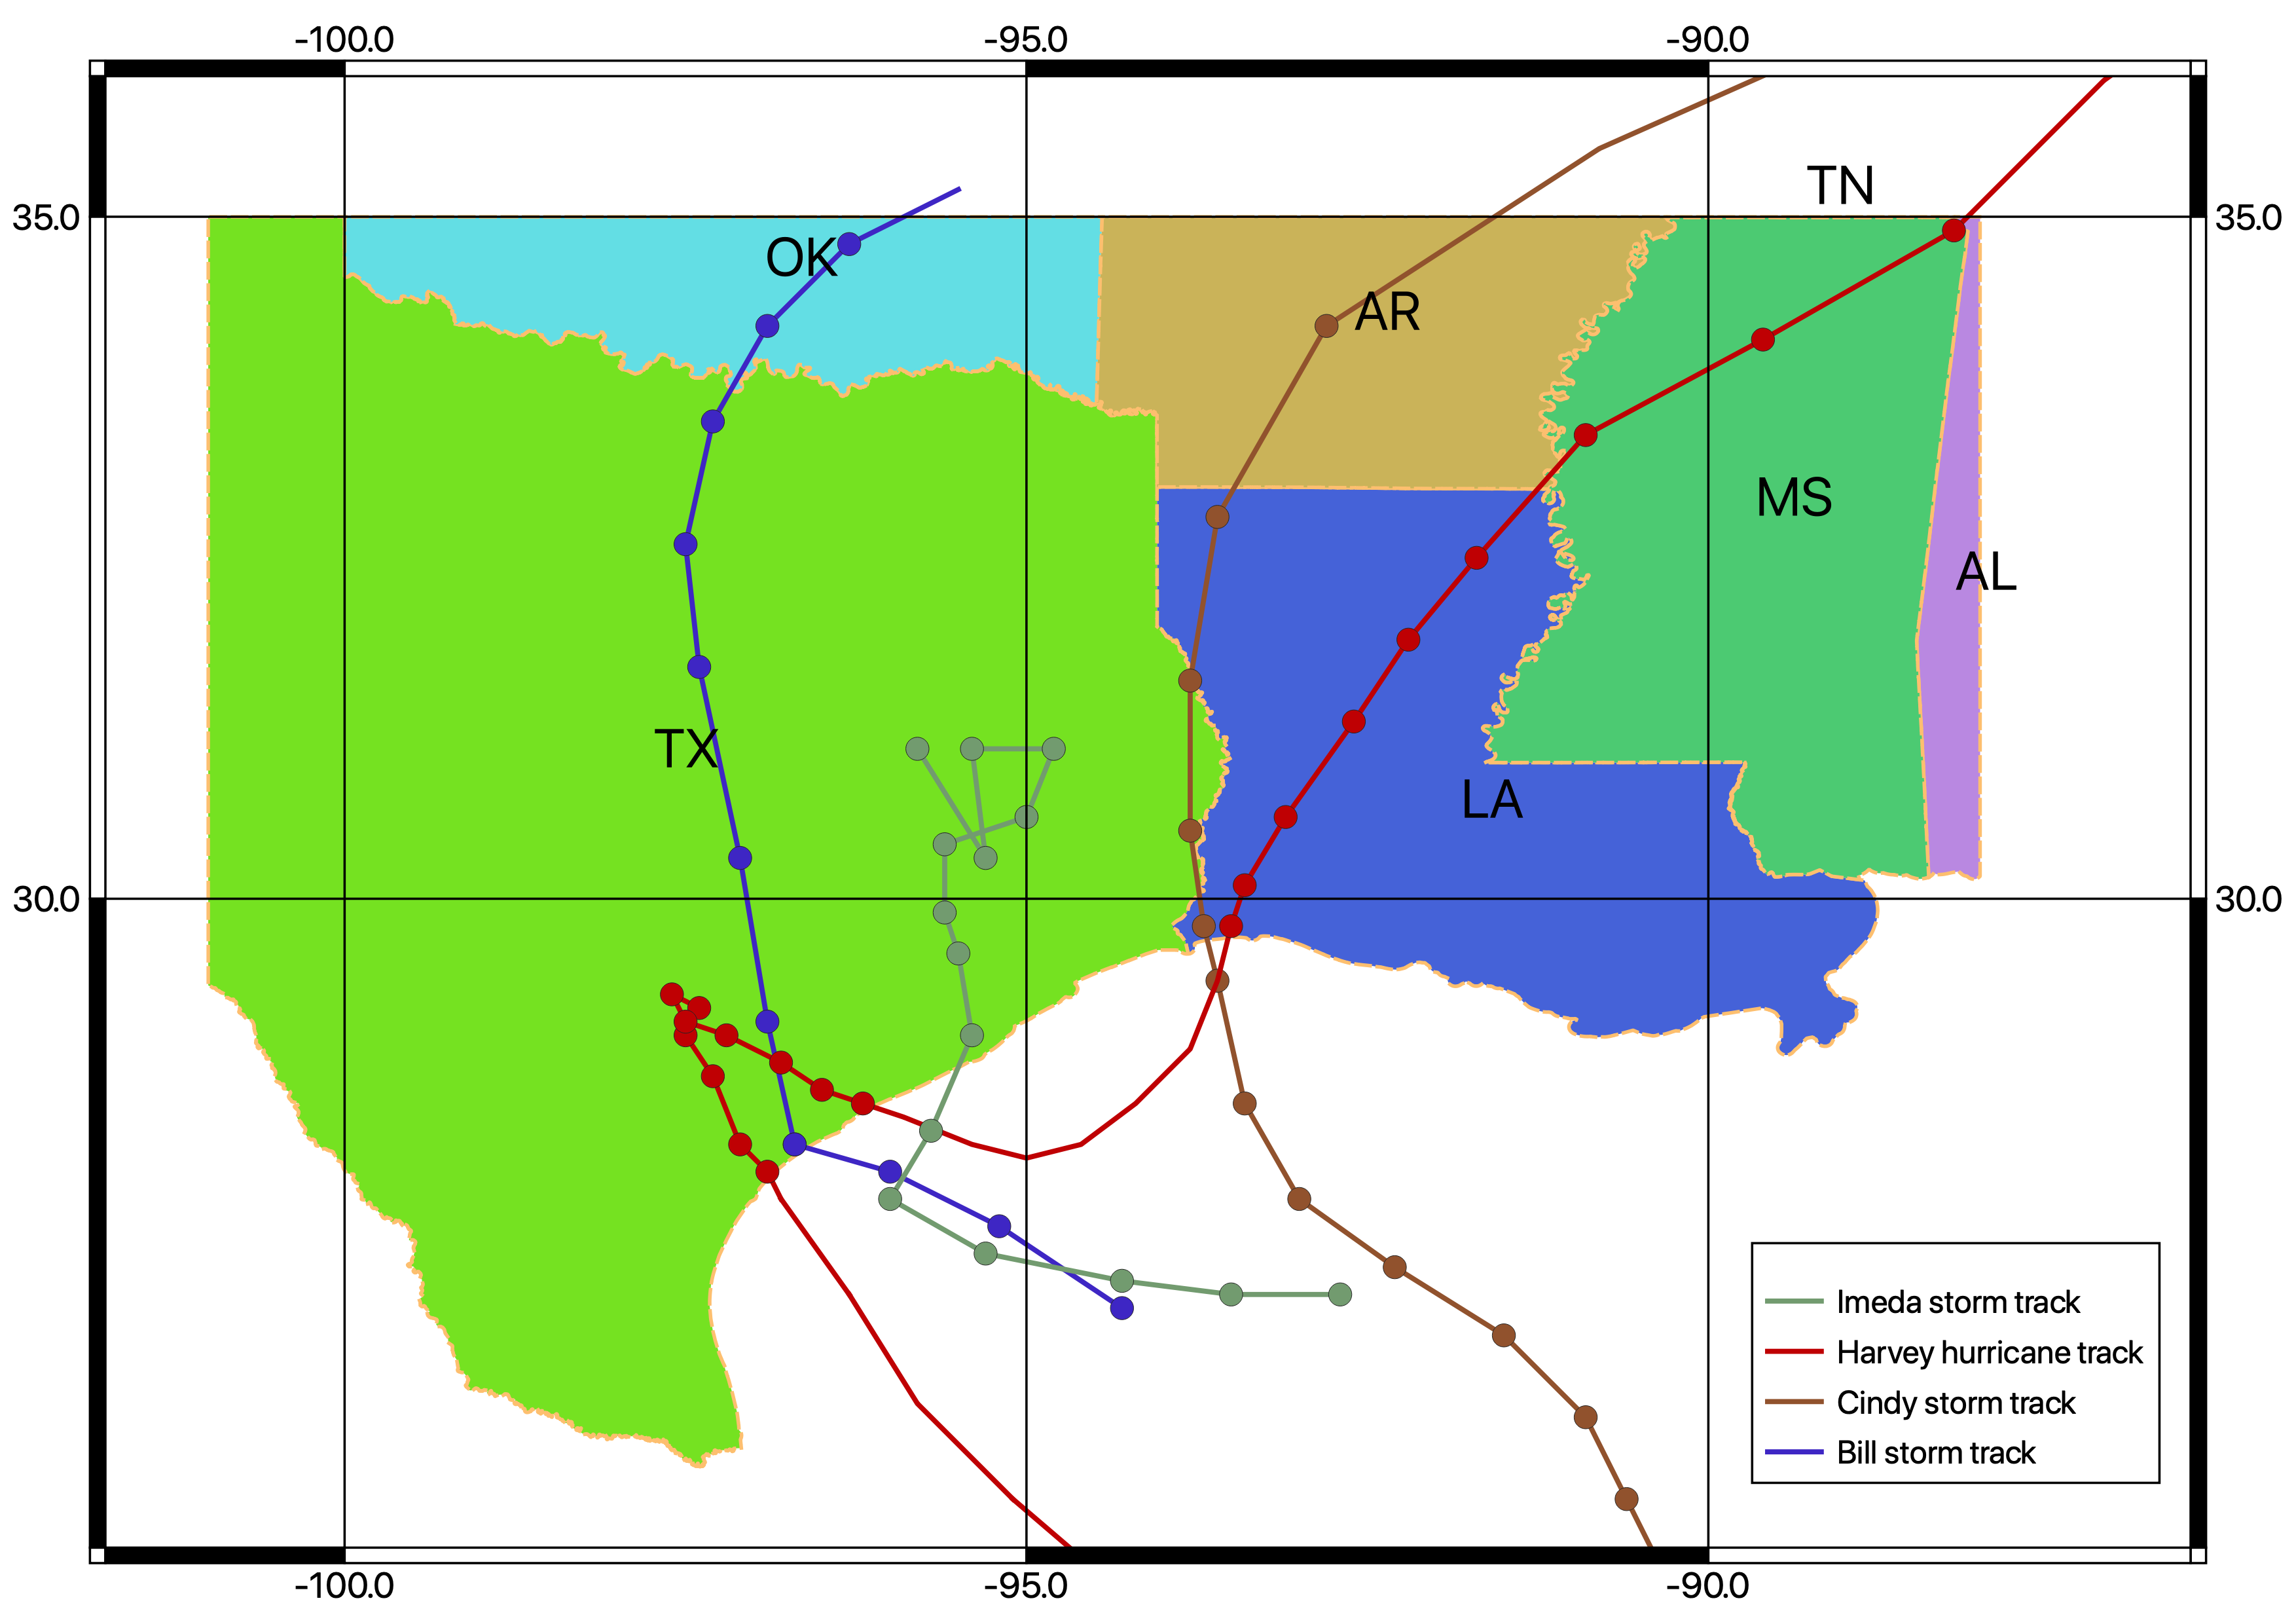 -100.0 -95.0 -90.0
TN
35.0 35.0
OK
AR
MS
AL
TX
LA
30.0 30.0
Imeda storm track
Harvey hurricane track
Cindy storm track
Bill storm track
-100.0 -95.0 -90.0